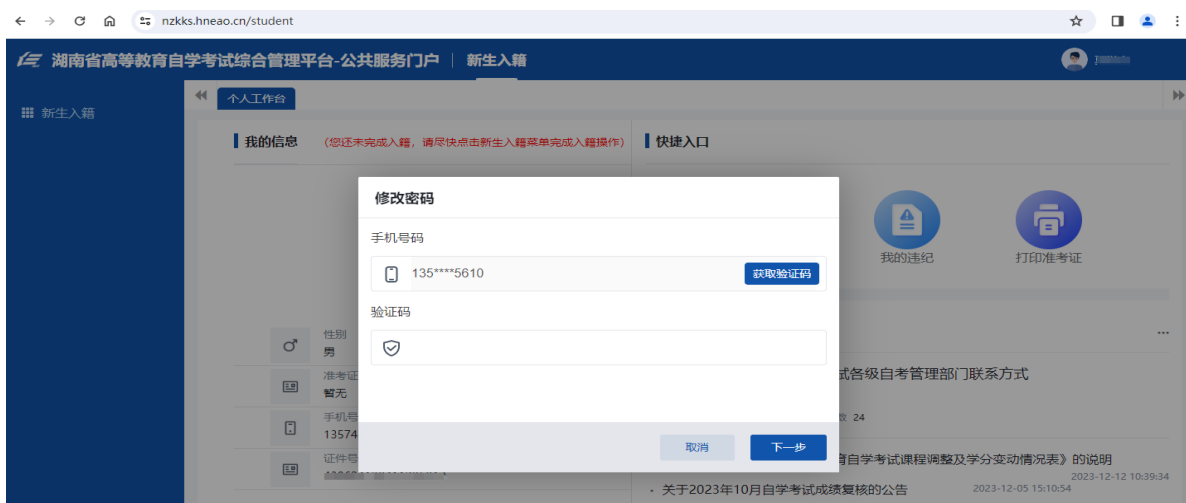 nzkks.hneao.cn/student
湖南省高等教育自学考试综合管理平台-公共服务门户 | 新生入籍
新生入籍
个人工作台
我的信息 (您还未完成入籍，请尽快点击新生入籍菜单完成入籍操作)
快捷入口
修改密码
手机号码
135****5610 获取验证码
验证码
取消 下一步
我的违纪 打印准考证
性别
男
准考证
暂无
手机号
13574
证件号
试各级自考管理部门联系方式
数 24
育自学考试课程调整及学分变动情况表》的说明
2023-12-12 10:39:34
· 关于2023年10月自学考试成绩复核的公告 2023-12-05 15:10:54